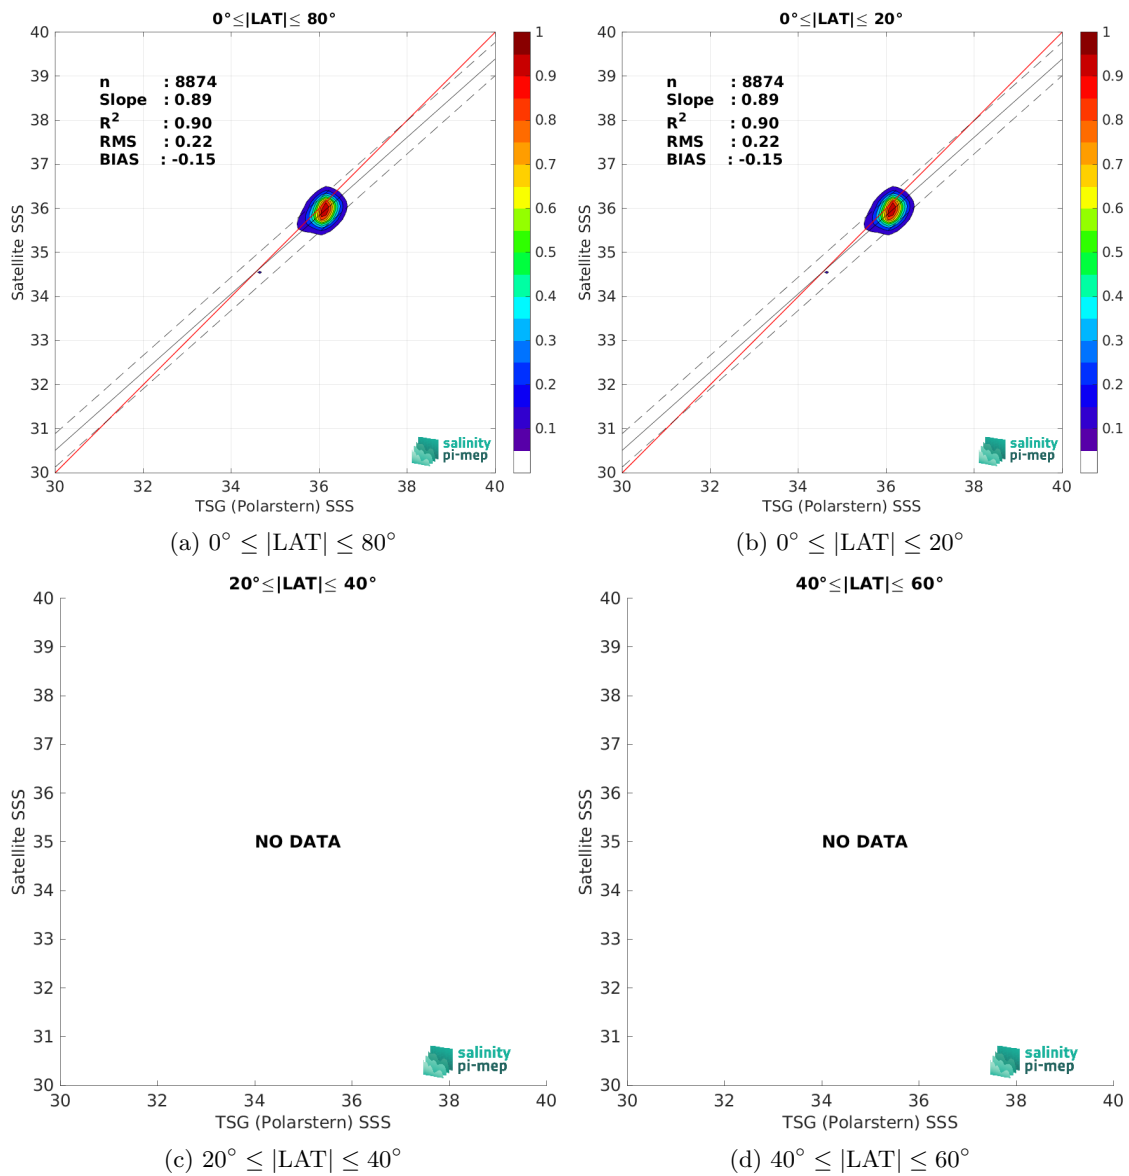 0°≤|LAT|≤ 80°
40
39
38
37
36
35
34
33
32
31
30
Satellite SSS
n : 8874
Slope : 0.89
R² : 0.90
RMS : 0.22
BIAS : -0.15
salinity
pi-mep
30 32 34 36 38 40
TSG (Polarstern) SSS
1
0.9
0.8
0.7
0.6
0.5
0.4
0.3
0.2
0.1
(a) 0° ≤ |LAT| ≤ 80°
0°≤|LAT|≤ 20°
40
39
38
37
36
35
34
33
32
31
30
Satellite SSS
n : 8874
Slope : 0.89
R² : 0.90
RMS : 0.22
BIAS : -0.15
salinity
pi-mep
30 32 34 36 38 40
TSG (Polarstern) SSS
1
0.9
0.8
0.7
0.6
0.5
0.4
0.3
0.2
0.1
(b) 0° ≤ |LAT| ≤ 20°
20°≤|LAT|≤ 40°
40
39
38
37
36
35
34
33
32
31
30
Satellite SSS
NO DATA
salinity
pi-mep
30 32 34 36 38 40
TSG (Polarstern) SSS
(c) 20° ≤ |LAT| ≤ 40°
40°≤|LAT|≤ 60°
40
39
38
37
36
35
34
33
32
31
30
Satellite SSS
NO DATA
salinity
pi-mep
30 32 34 36 38 40
TSG (Polarstern) SSS
(d) 40° ≤ |LAT| ≤ 60°